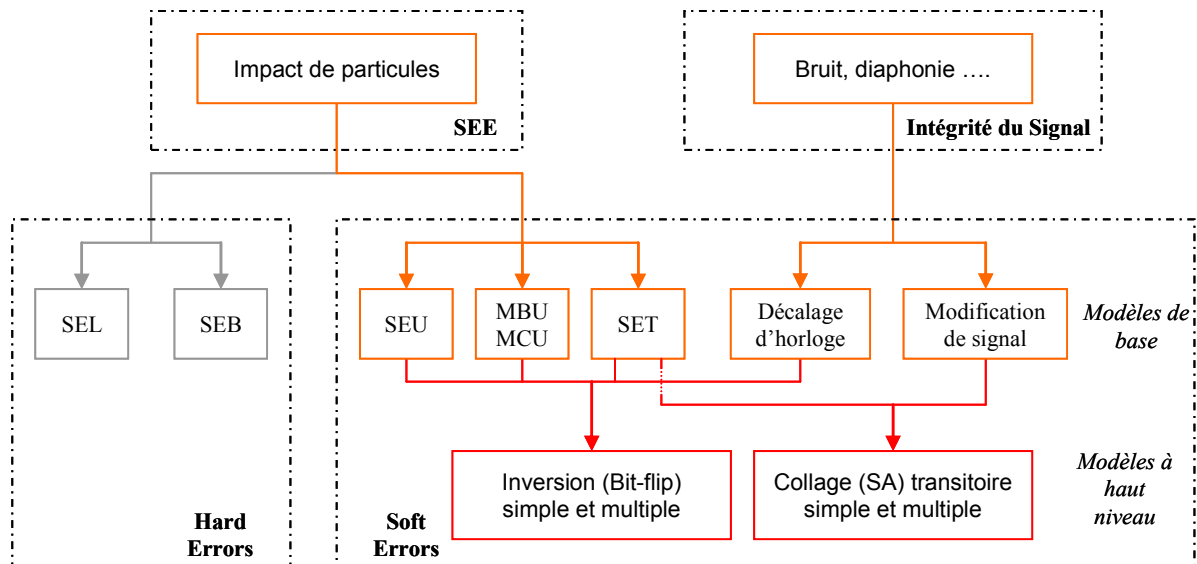 Impact de particules
SEE
Bruit, diaphonie ….
Intégrité du Signal
SEL
SEB
SEU
MBU
MCU
SET
Décalage
d’horloge
Modification
de signal
Modèles de
base
Inversion (Bit-flip)
simple et multiple
Collage (SA) transitoire
simple et multiple
Modèles à
haut
niveau
Hard
Errors
Soft
Errors